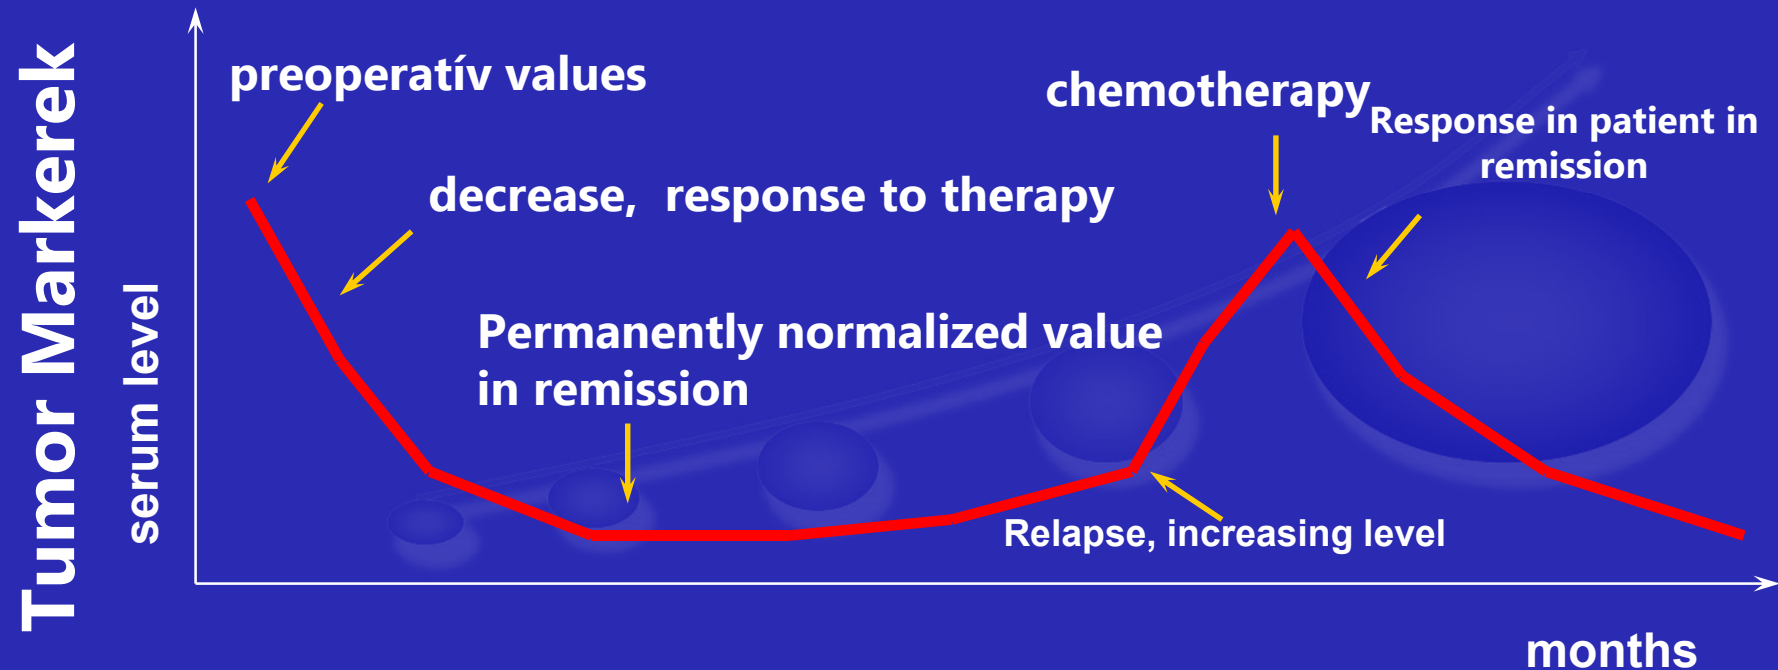 Tumor Markerek
serum level
preoperatív values
decrease, response to therapy
Permanently normalized value
in remission
chemotherapy
Response in patient in
remission
Relapse, increasing level
months